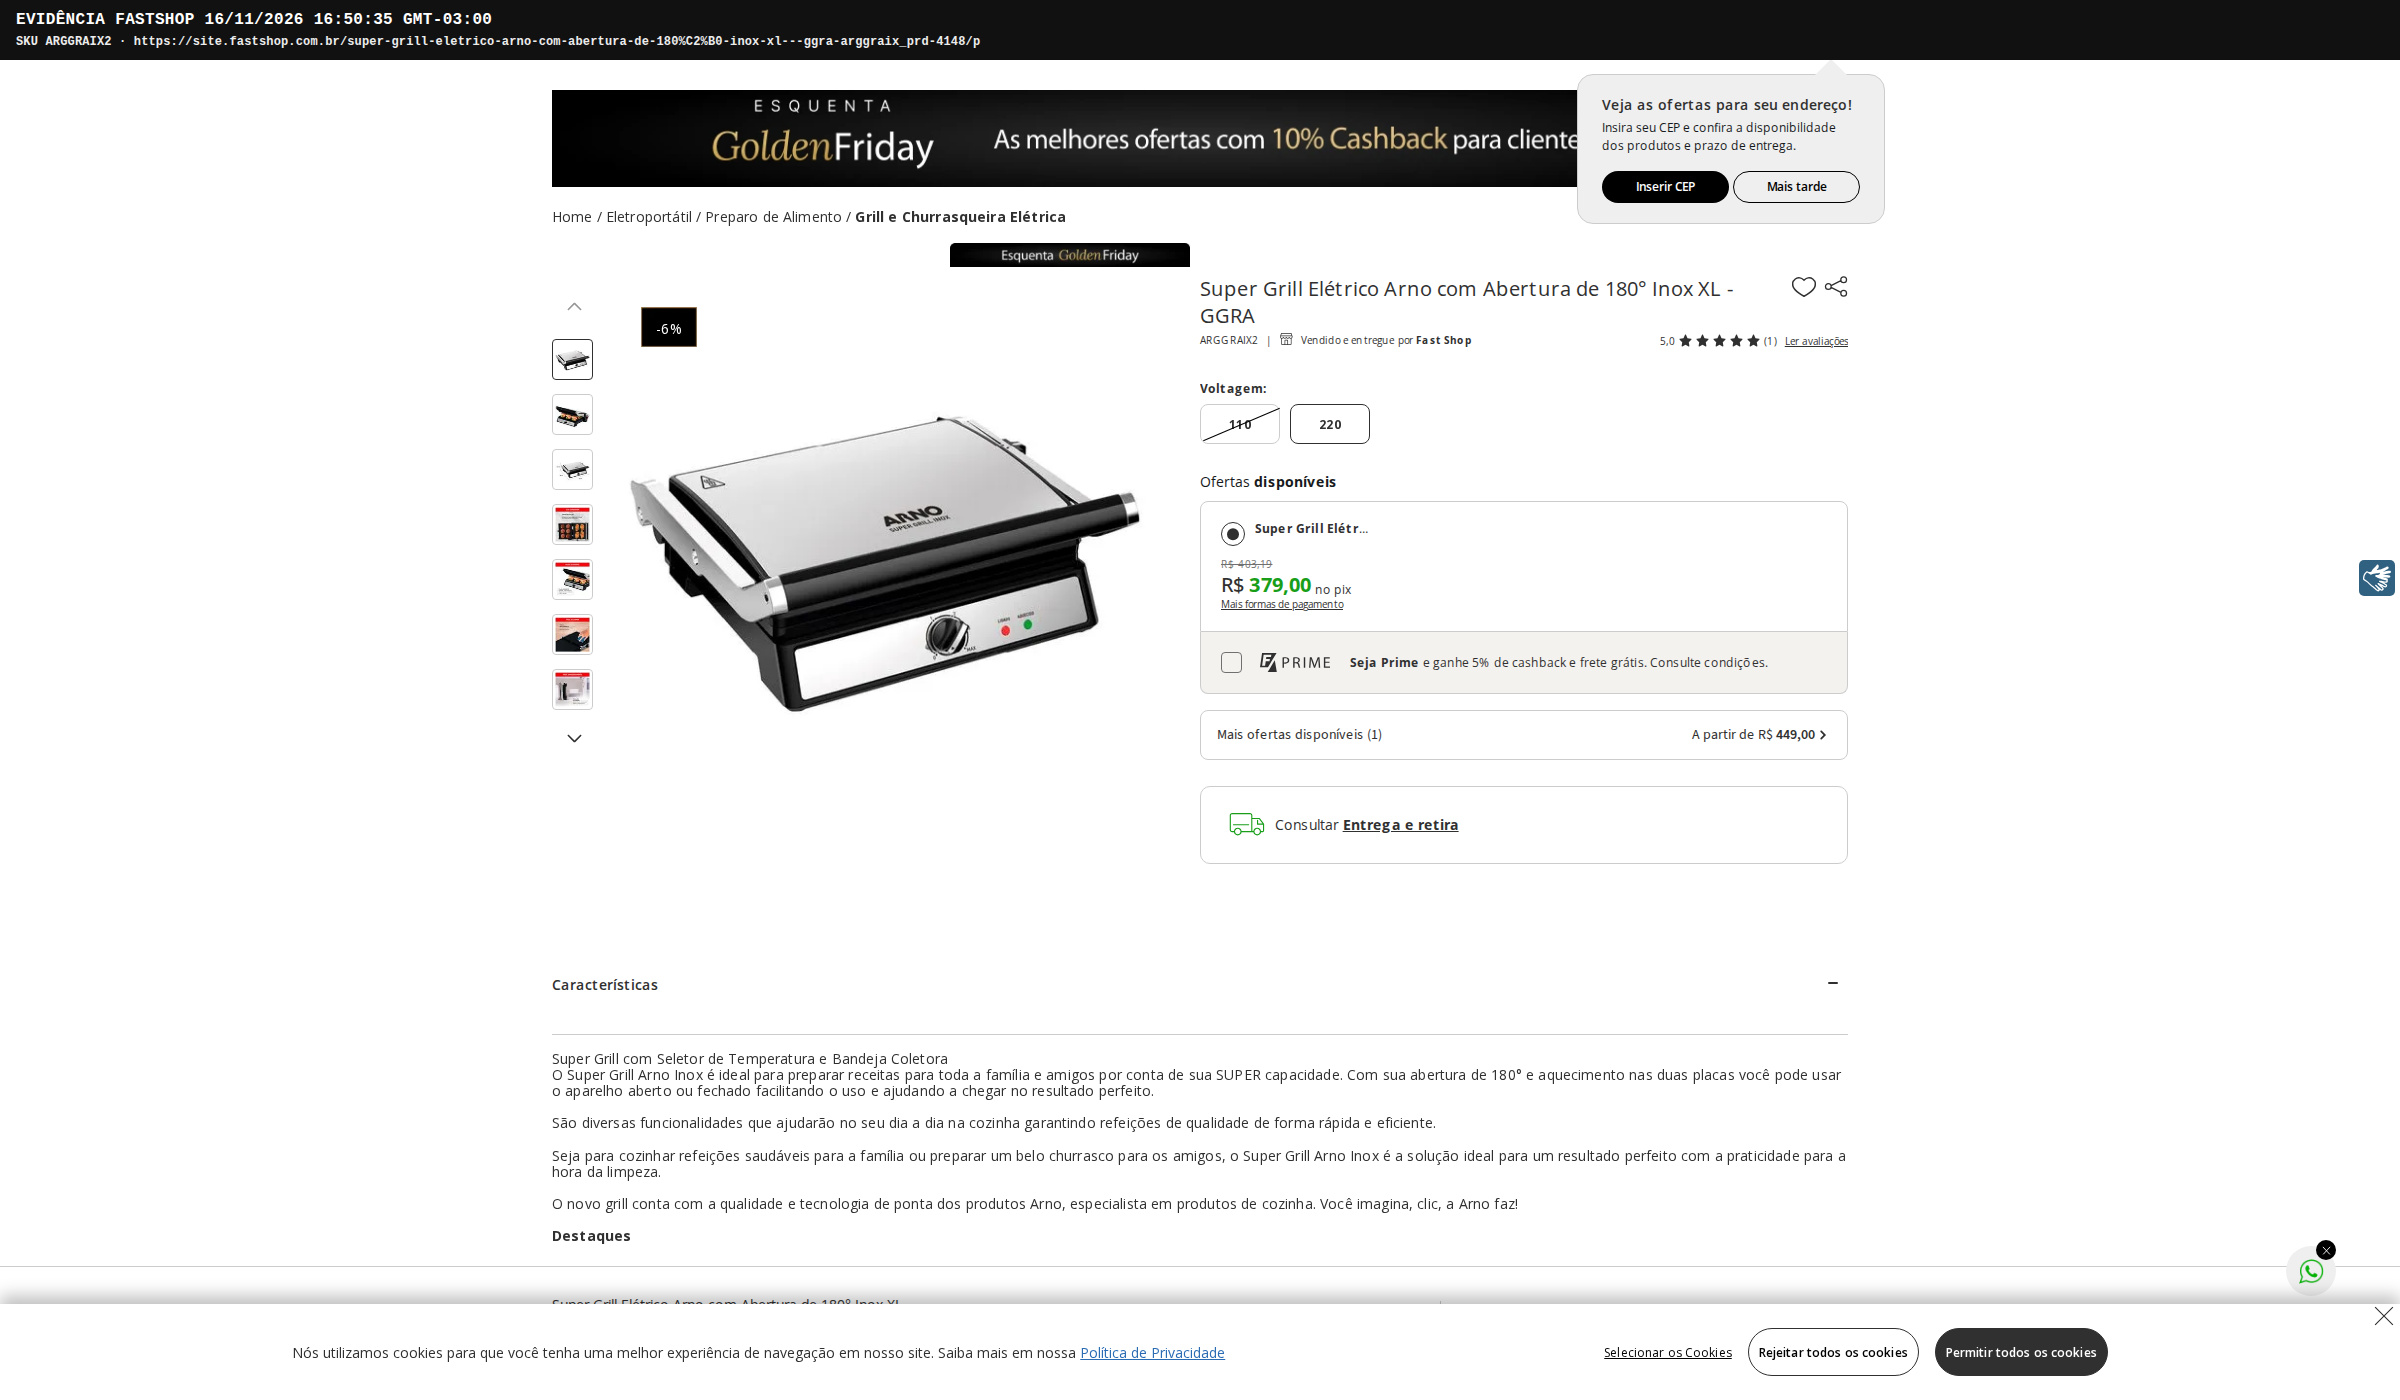 EVIDÊNCIA FASTSHOP 16/11/2026 16:50:35 GMT-03:00
SKU ARGGRAIX2 · https://site.fastshop.com.br/super-grill-eletrico-arno-com-abertura-de-180%C2%B0-inox-xl---ggra-arggraix_prd-4148/p
ESQUENTA
GoldenFriday
As melhores ofertas com 10% Cashback para cliente
Veja as ofertas para seu endereço!
Insira seu CEP e confira a disponibilidade
dos produtos e prazo de entrega.
Inserir CEP
Mais tarde
Home / Eletroportátil / Preparo de Alimento / Grill e Churrasqueira Elétrica
Esquenta GoldenFriday
-6%
ARNO
SUPER GRILL INOX
Super Grill Elétrico Arno com Abertura de 180° Inox XL -
GGRA
ARGGRAIX2 | Vendido e entregue por Fast Shop
5,0 (1) Ler avaliações
Voltagem:
110
220
Ofertas disponíveis
Super Grill Elétr...
R$ 403,19
R$ 379,00 no pix
Mais formas de pagamento
PRIME Seja Prime e ganhe 5% de cashback e frete grátis. Consulte condições.
Mais ofertas disponíveis (1)
A partir de R$ 449,00
Consultar Entrega e retira
Características
Super Grill com Seletor de Temperatura e Bandeja Coletora
O Super Grill Arno Inox é ideal para preparar receitas para toda a família e amigos por conta de sua SUPER capacidade. Com sua abertura de 180° e aquecimento nas duas placas você pode usar
o aparelho aberto ou fechado facilitando o uso e ajudando a chegar no resultado perfeito.
São diversas funcionalidades que ajudarão no seu dia a dia na cozinha garantindo refeições de qualidade de forma rápida e eficiente.
Seja para cozinhar refeições saudáveis para a família ou preparar um belo churrasco para os amigos, o Super Grill Arno Inox é a solução ideal para um resultado perfeito com a praticidade para a
hora da limpeza.
O novo grill conta com a qualidade e tecnologia de ponta dos produtos Arno, especialista em produtos de cozinha. Você imagina, clic, a Arno faz!
Destaques
Super Grill Elétrico Arno com Abertura de 180° Inox XL
Nós utilizamos cookies para que você tenha uma melhor experiência de navegação em nosso site. Saiba mais em nossa Política de Privacidade
Selecionar os Cookies
Rejeitar todos os cookies
Permitir todos os cookies